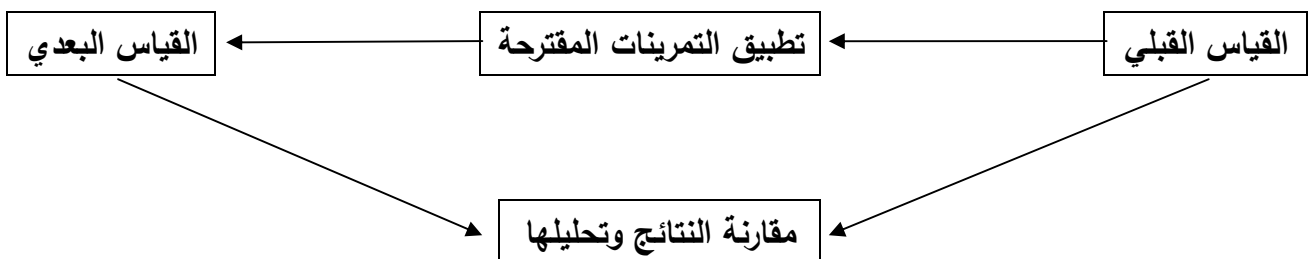 القياس القبلي
تطبيق التمرينات المقترحة
القياس البعدي
مقارنة النتائج وتحليلها